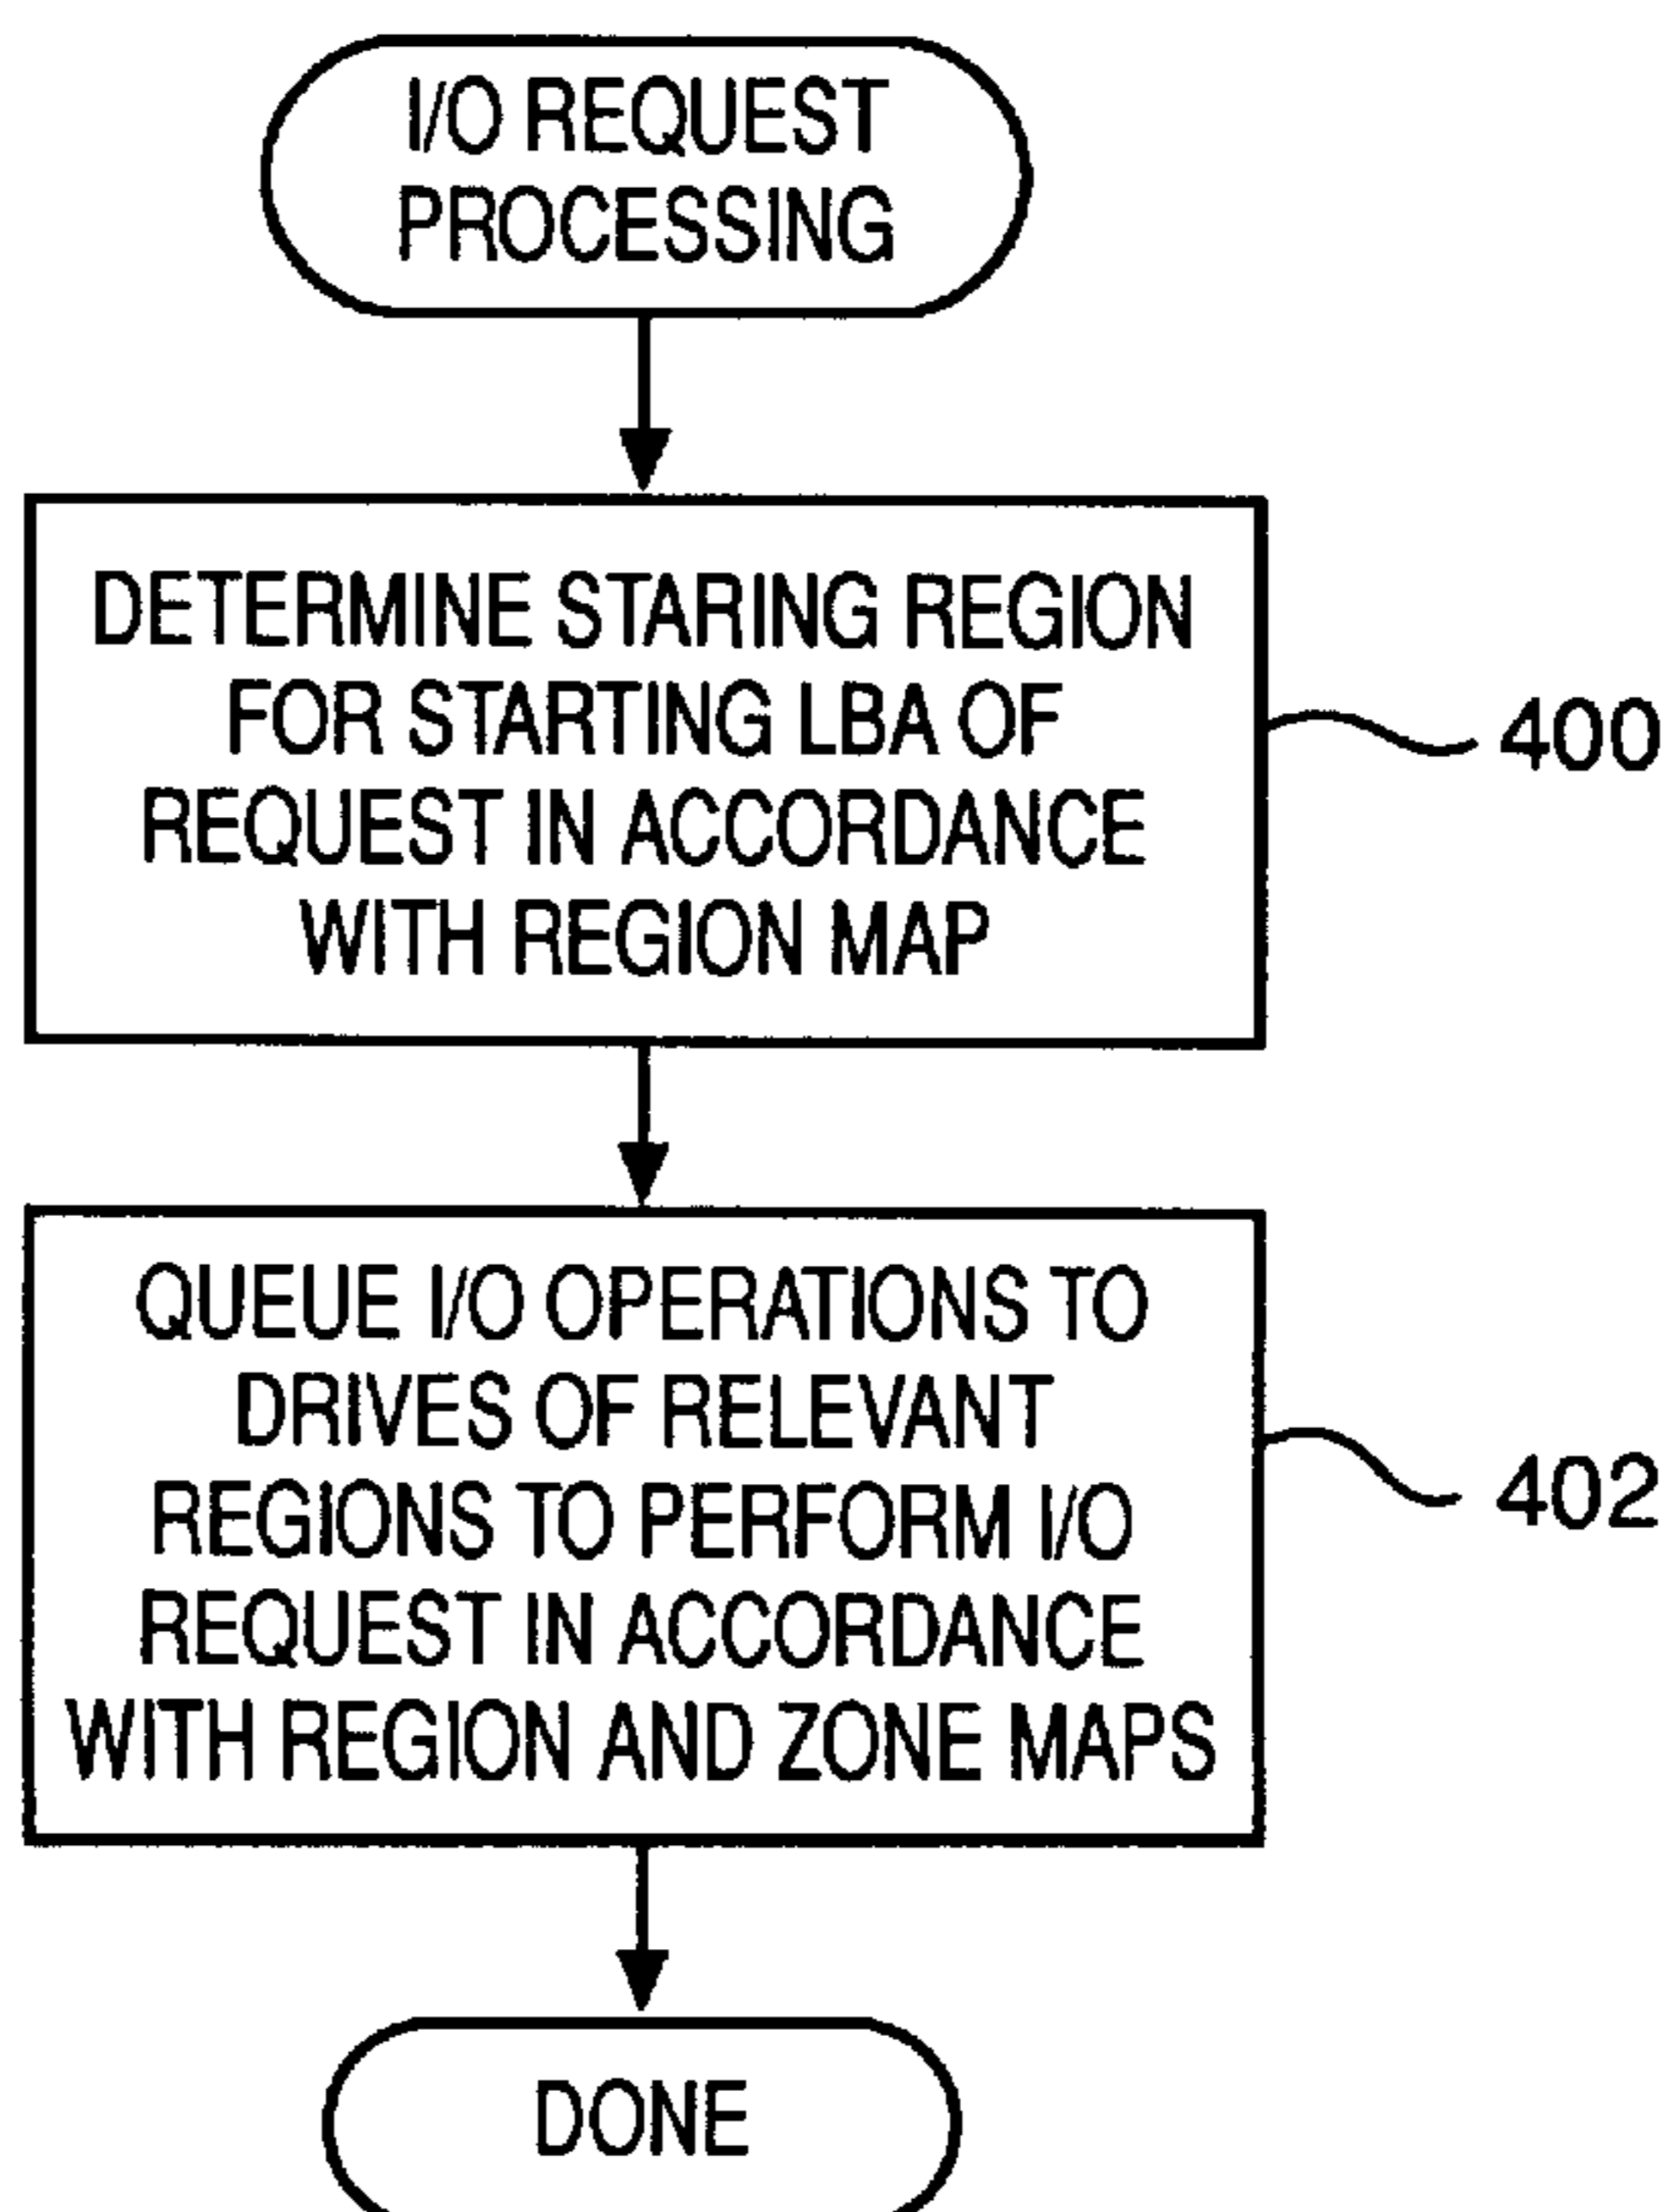 I/O REQUEST
PROCESSING
DETERMINE STARING REGION
FOR STARTING LBA OF
REQUEST IN ACCORDANCE
WITH REGION MAP
400
QUEUE I/O OPERATIONS TO
DRIVES OF RELEVANT
REGIONS TO PERFORM I/O
REQUEST IN ACCORDANCE
WITH REGION AND ZONE MAPS
402
DONE